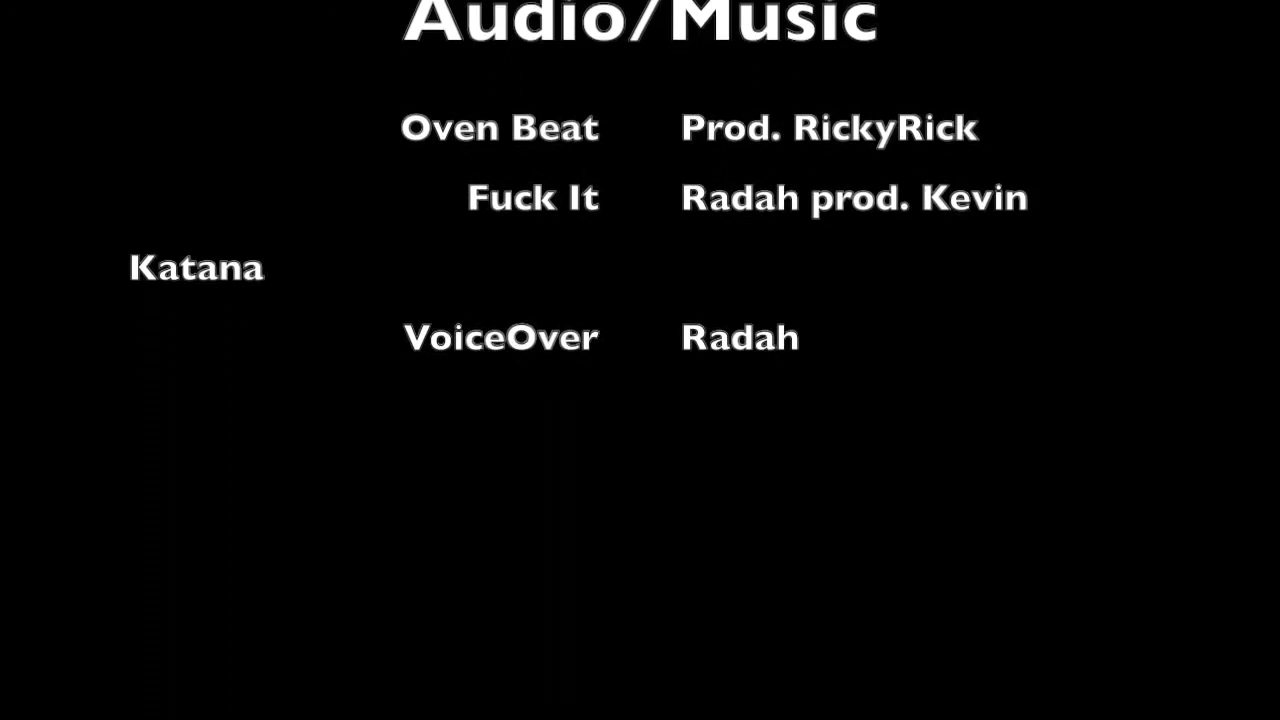 Audio/Music
Oven Beat Prod. RickyRick
Fuck It Radah prod. Kevin
Katana
VoiceOver Radah